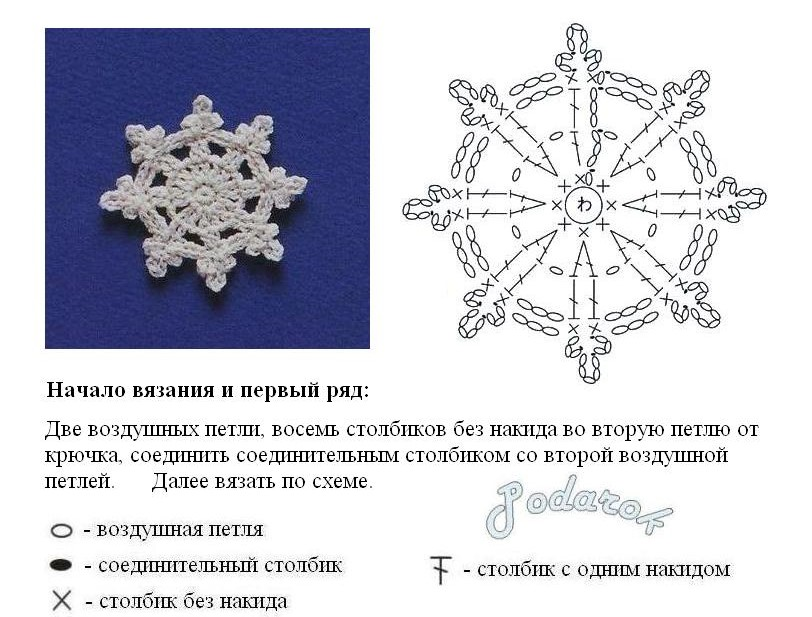 わ
Начало вязания и первый ряд:
Две воздушных петли, восемь столбиков без накида во вторую петлю от
крючка, соединить соединительным столбиком со второй воздушной
петлей. Далее вязать по схеме.
Podarok
- воздушная петля
- соединительный столбик
- столбик без накида
- столбик с одним накидом